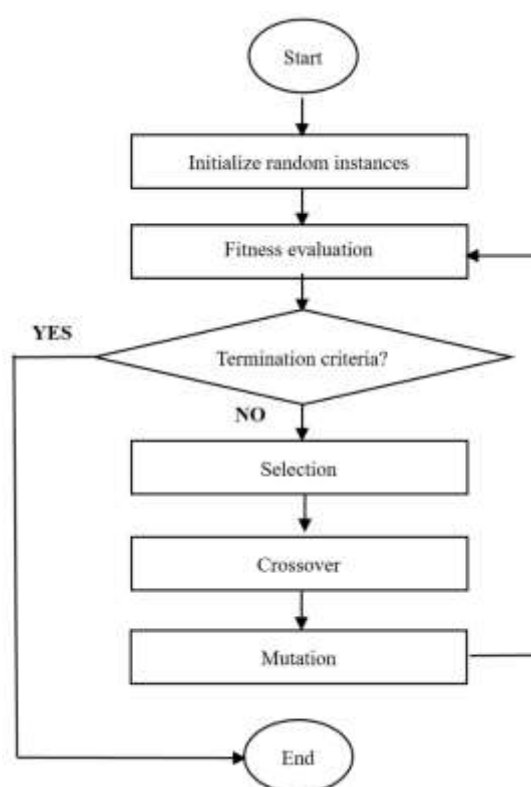 Start
Initialize random instances
Fitness evaluation
YES
Termination criteria?
NO
Selection
Crossover
Mutation
End